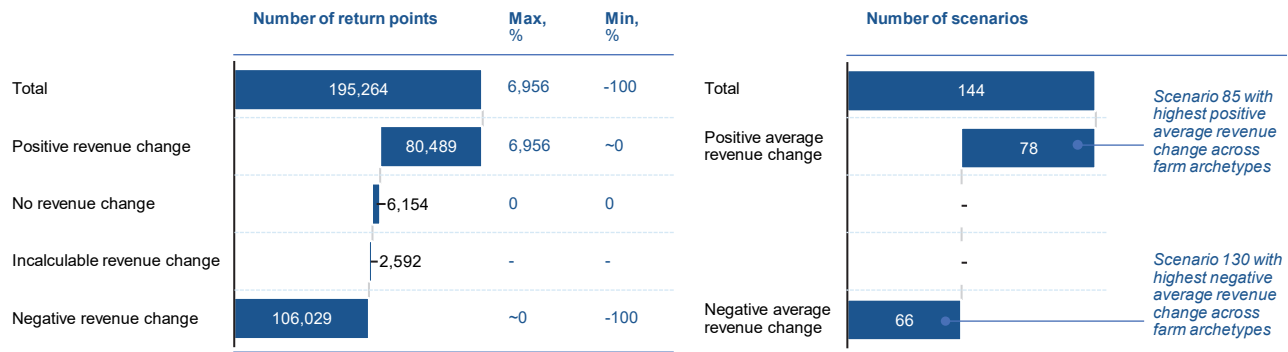 Number of return points
Max,
%
Min,
%
Total
195,264
6,956
-100
Positive revenue change
80,489
6,956
~0
No revenue change
6,154
0
0
Incalculable revenue change
2,592
-
-
Negative revenue change
106,029
~0
-100
Number of scenarios
Total
144
Positive average
revenue change
78
Scenario 85 with
highest positive
average revenue
change across
farm archetypes
-
-
Negative average
revenue change
66
Scenario 130 with
highest negative
average revenue
change across
farm archetypes